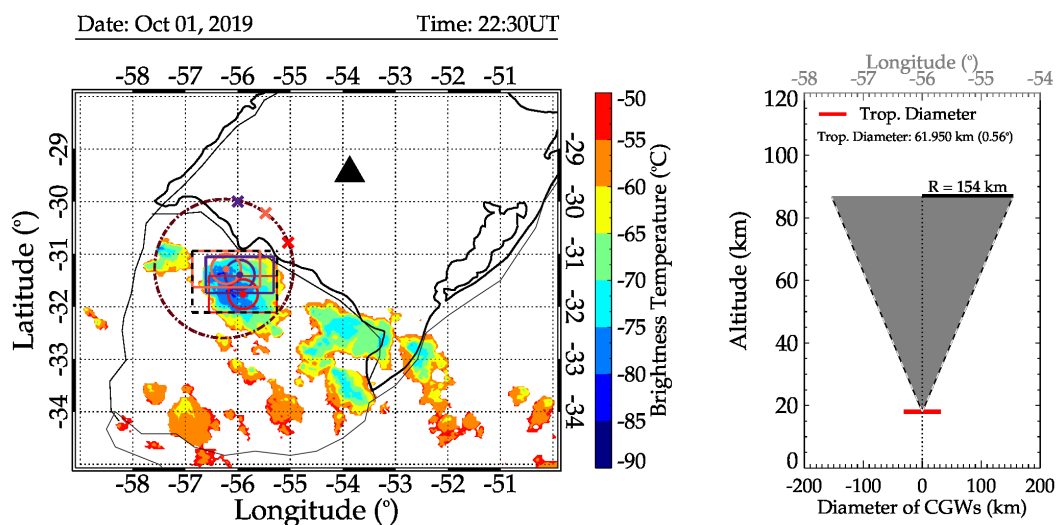 Date: Oct 01, 2019 Time: 22:30UT
-58 -57 -56 -55 -54 -53 -52 -51
-29 -30 -31 -32 -33 -34
Latitude (°)
-29 -30 -31 -32 -33 -34
-58 -57 -56 -55 -54 -53 -52 -51
Longitude (°)
-50 -55 -60 -65 -70 -75 -80 -85 -90
Brightness Temperature (ºC)
Longitude (°)
-58 -56 -55 -54
120 100 80 60 40 20 0
Altitude (km)
Trop. Diameter
Trop. Diameter: 61.950 km (0.56°)
R = 154 km
-200 -100 0 100 200
Diameter of CGWs (km)